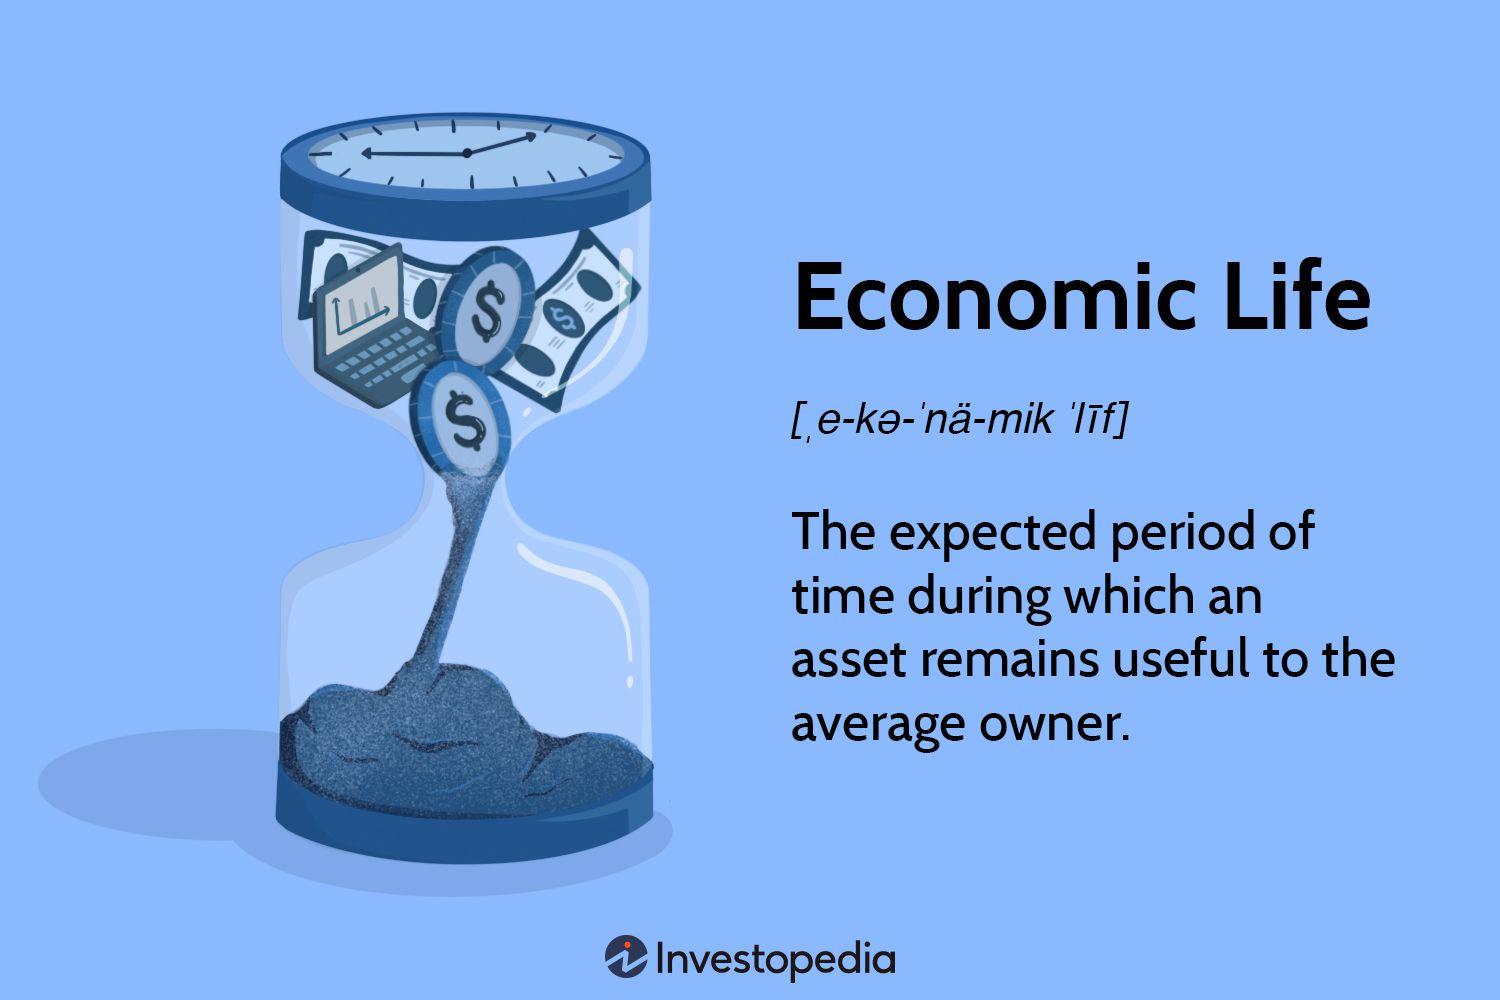 $
$
$
Economic Life
[ˌe-kə-ˈnä-mik ˈlīf]
The expected period of
time during which an
asset remains useful to the
average owner.
Investopedia